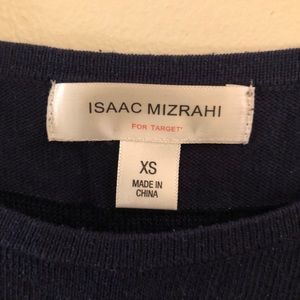 ISAAC MIZRAHI
FOR TARGET
XS
MADE IN
CHINA